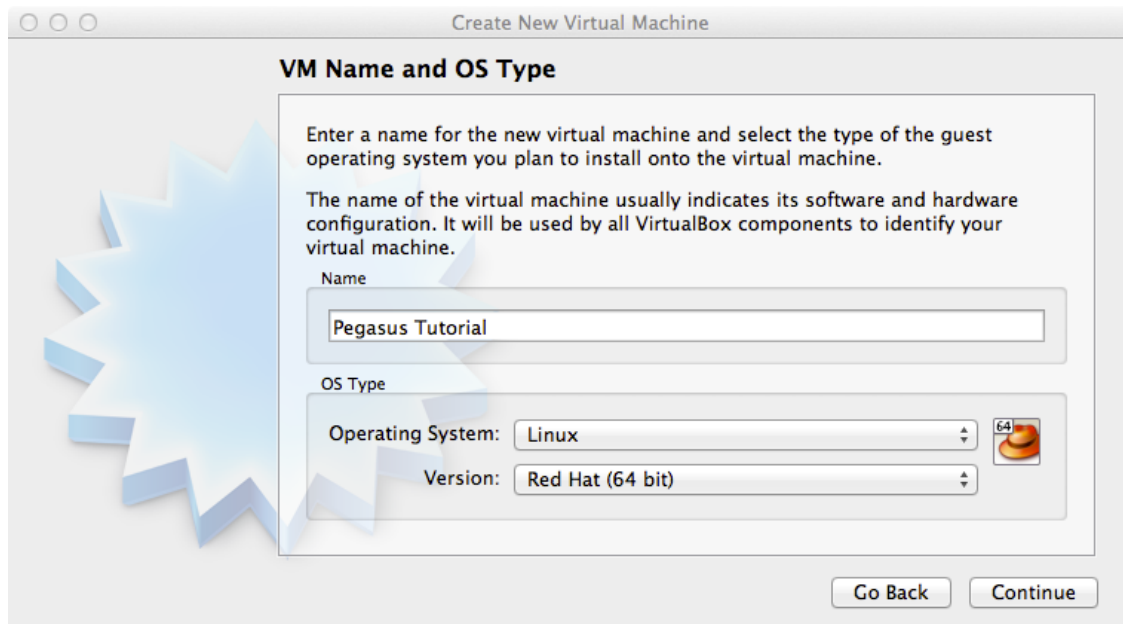 Create New Virtual Machine
VM Name and OS Type
Enter a name for the new virtual machine and select the type of the guest
operating system you plan to install onto the virtual machine.
The name of the virtual machine usually indicates its software and hardware
configuration. It will be used by all VirtualBox components to identify your
virtual machine.
Name
Pegasus Tutorial
OS Type
Operating System: Linux
64
Version: Red Hat (64 bit)
Go Back Continue